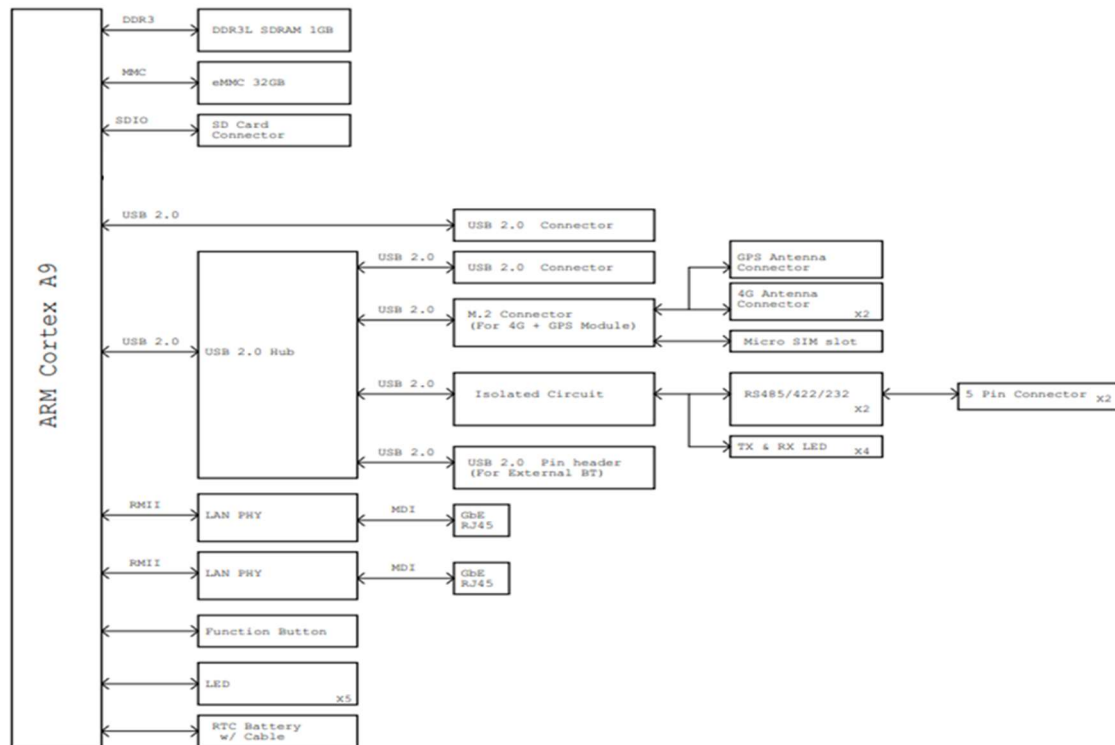 DDR3
DDR3L SDRAM 1GB
MMC
eMMC 32GB
SDIO
SD Card
Connector
USB 2.0
USB 2.0 Connector
USB 2.0
USB 2.0 Connector
GPS Antenna
Connector
USB 2.0
M.2 Connector
(For 4G + GPS Module)
4G Antenna
Connector
X2
Micro SIM slot
ARM Cortex A9
USB 2.0
USB 2.0 Hub
USB 2.0
Isolated Circuit
RS485/422/232
X2
5 Pin Connector X2
TX & RX LED X4
USB 2.0
USB 2.0 Pin header
(For External BT)
RMII
LAN PHY
MDI
GbE
RJ45
RMII
LAN PHY
MDI
GbE
RJ45
Function Button
LED
X5
RTC Battery
w/ Cable